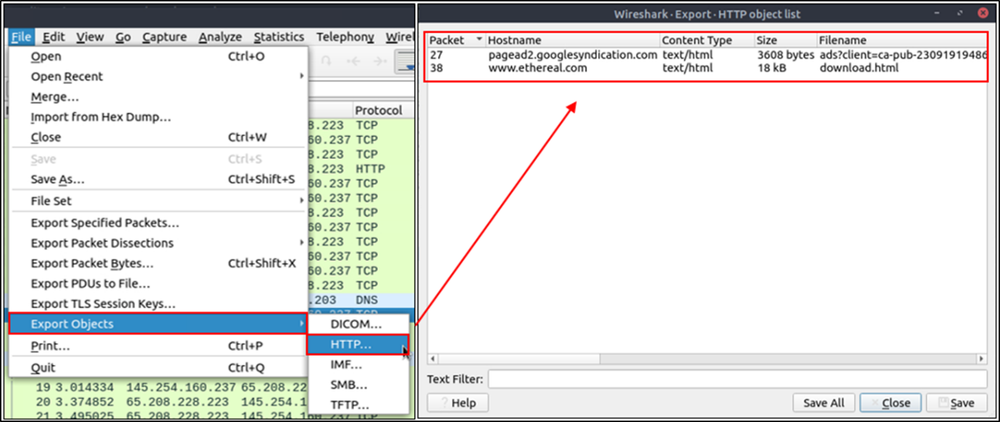 File Edit View Go Capture Analyze Statistics Telephony Wirel
Open Ctrl+O
Open Recent
Merge...
Import from Hex Dump...
Close Ctrl+W
Save Ctrl+S
Save As... Ctrl+Shift+S
File Set
Export Specified Packets...
Export Packet Dissections
Export Packet Bytes... Ctrl+Shift+X
Export PDUs to File...
Export TLS Session Keys...
Export Objects
Print... Ctrl+P
Quit Ctrl+Q
DICOM...
HTTP...
IMF...
SMB...
TFTP...
Protocol
8.223 TCP
60.237 TCP
8.223 TCP
8.223 HTTP
60.237 TCP
60.237 TCP
8.223 TCP
60.237 TCP
8.223 TCP
60.237 TCP
60.237 TCP
8.223 TCP
.203 DNS
19 3.014334 145.254.160.237 65.208.22
20 3.374852 65.208.228.223 145.254.1
21 3.495025 65.208.228.223 145.254.160.237 TCP
Wireshark · Export · HTTP object list
Packet Hostname Content Type Size Filename
27 pagead2.googlesyndication.com text/html 3608 bytes ads?client=ca-pub-23091919486
38 www.ethereal.com text/html 18 kB download.html
Text Filter:
Help Save All Close Save